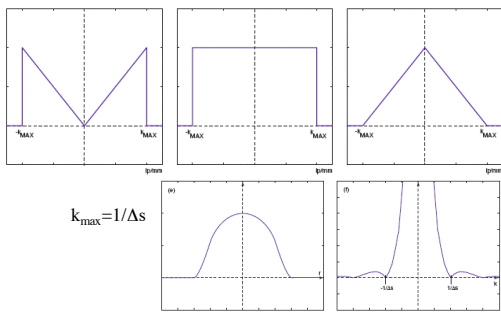 -kMAX kMAX
lp/mm
-kMAX kMAX
lp/mm
-kMAX kMAX
lp/mm
kmax=1/Δs
(e)
r
(f)
-1/Δs 1/Δs
K